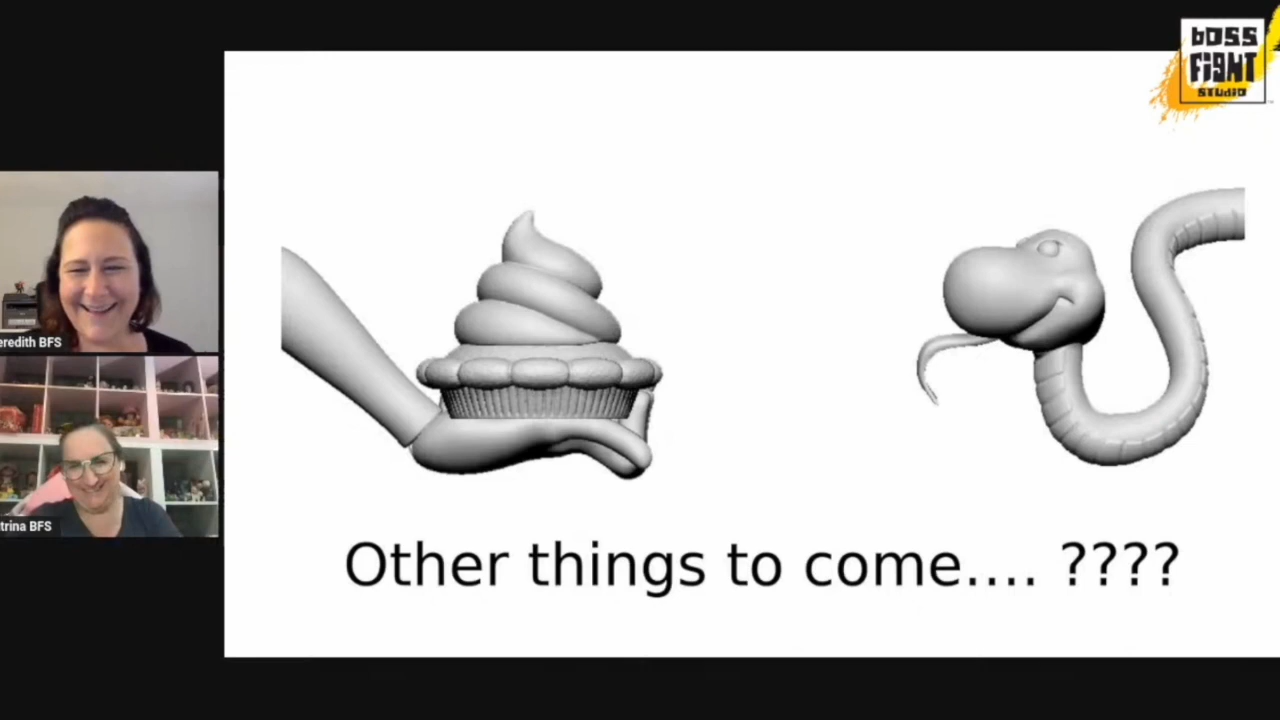 boss
FiGHT
STUDIO
eredith BFS
trina BFS
Other things to come.... ????